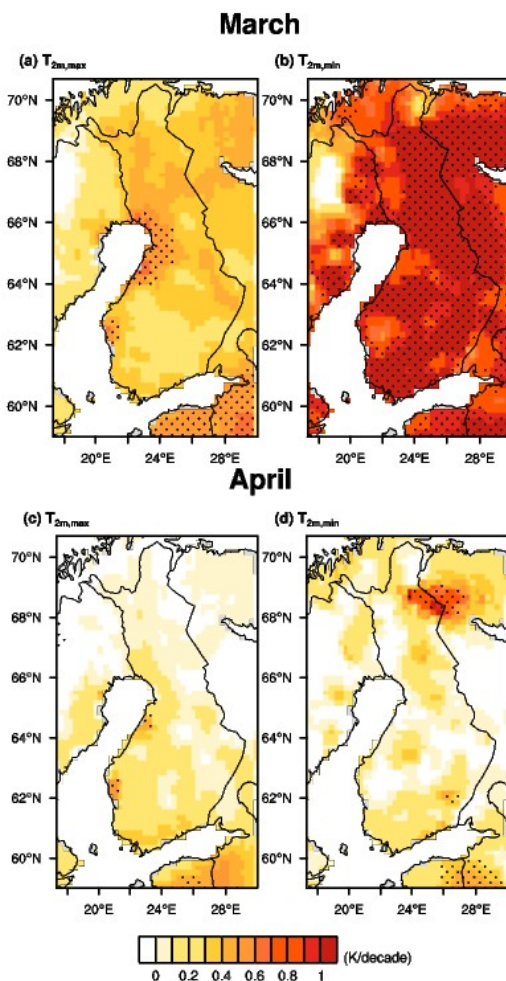 March
(a) T2m,max
(b) T2m,min
70°N
70°N
68°N
68°N
66°N
66°N
64°N
64°N
62°N
62°N
60°N
60°N
20°E 24°E 28°E
20°E 24°E 28°E
April
(c) T2m,max
(d) T2m,min
70°N
70°N
68°N
68°N
66°N
66°N
64°N
64°N
62°N
62°N
60°N
60°N
20°E 24°E 28°E
20°E 24°E 28°E
(K/decade)
0 0.2 0.4 0.6 0.8 1